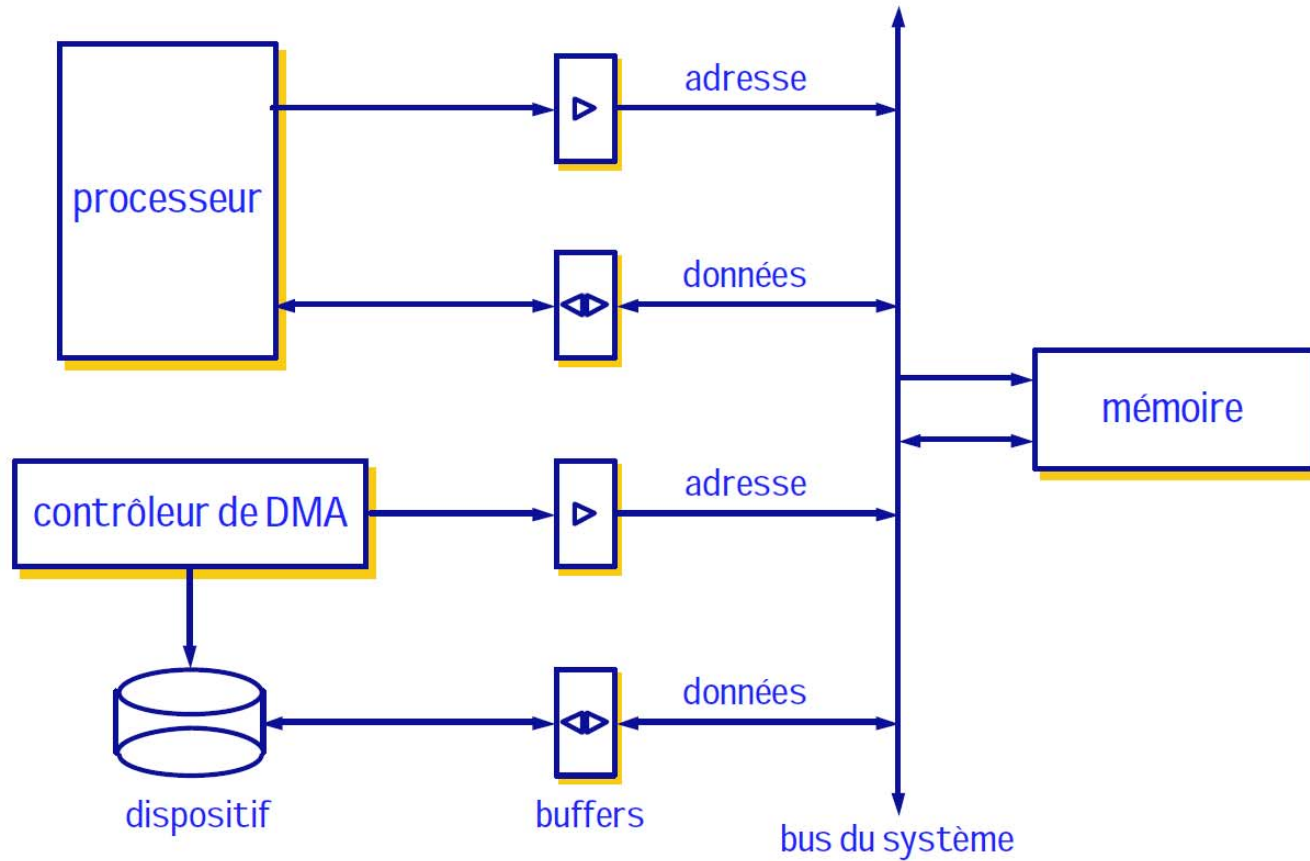 adresse
processeur
données
mémoire
adresse
contrôleur de DMA
données
dispositif
buffers
bus du système